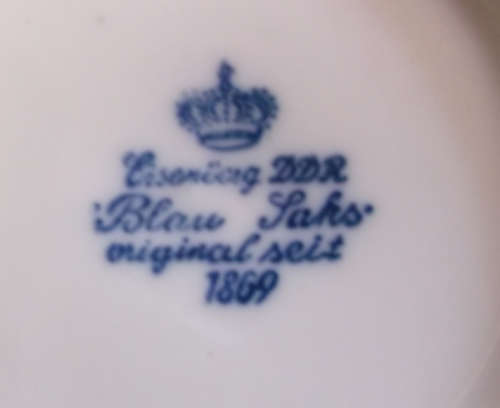 Eisenberg DDR
"Blau Saks"
original seit
1869